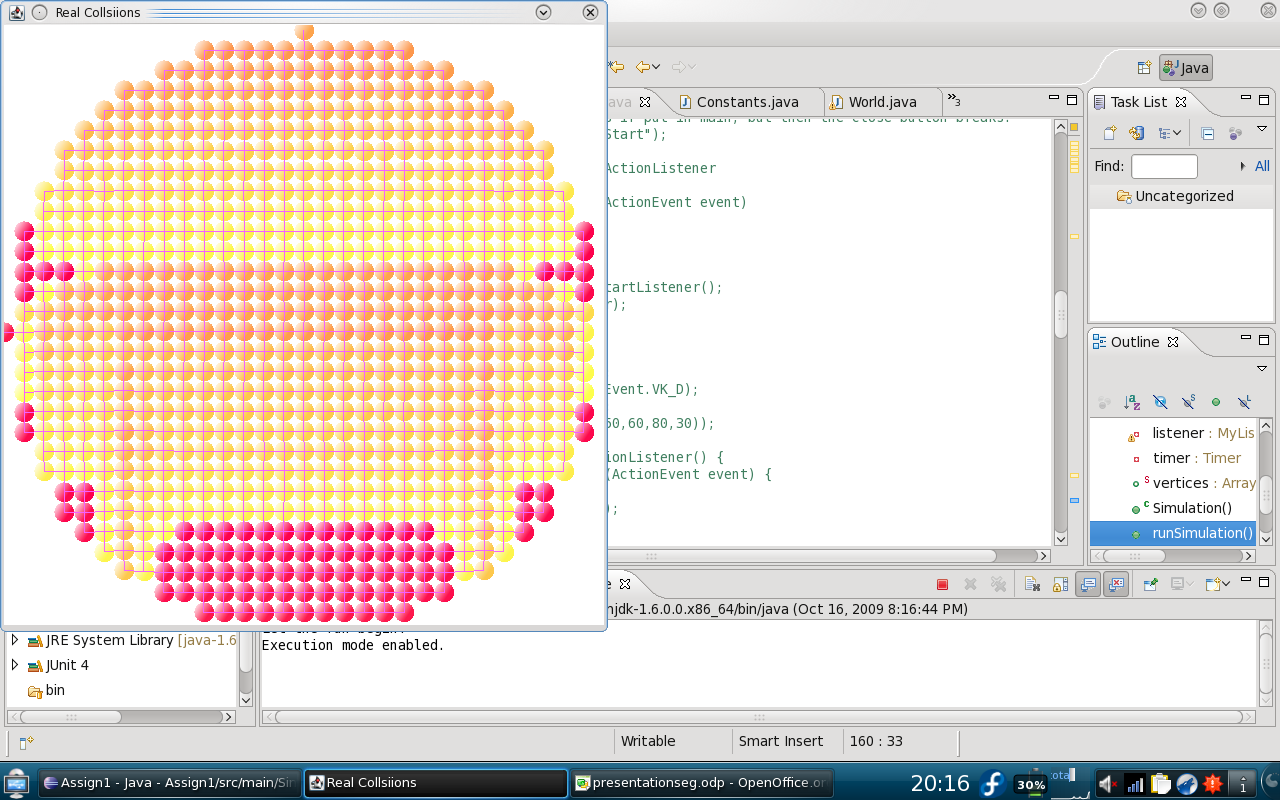 Real Collsiions
Java
ava
Constants.java
World.java
3
Task List
if put in main, but then the close button breaks.
Start");
ActionListener
ActionEvent event)
tartListener();
r);
Event.VK_D);
60,60,80,30));
ionListener() {
(ActionEvent event) {
);
Find:
All
Uncategorized
Outline
listener : MyLis
timer : Timer
vertices : Array
Simulation()
runSimulation()
njdk-1.6.0.0.x86_64/bin/java (Oct 16, 2009 8:16:44 PM)
Execution mode enabled.
JRE System Library [java-1.6
JUnit 4
bin
Writable
Smart Insert
160 : 33
Assign1 - Java - Assign1/src/main/Sim
Real Collsiions
presentationseg.odp - OpenOffice.or
20:16
30%
total
1